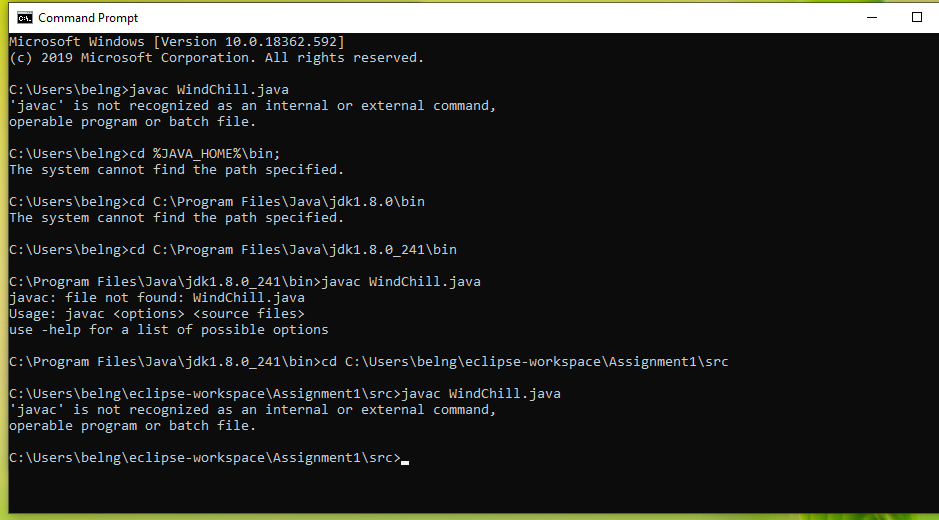 Command Prompt
Microsoft Windows [Version 10.0.18362.592]
(c) 2019 Microsoft Corporation. All rights reserved.
C:\Users\belng>javac WindChill.java
'javac' is not recognized as an internal or external command,
operable program or batch file.
C:\Users\belng>cd %JAVA_HOME%\bin;
The system cannot find the path specified.
C:\Users\belng>cd C:\Program Files\Java\jdk1.8.0\bin
The system cannot find the path specified.
C:\Users\belng>cd C:\Program Files\Java\jdk1.8.0_241\bin
C:\Program Files\Java\jdk1.8.0_241\bin>javac WindChill.java
javac: file not found: WindChill.java
Usage: javac <options> <source files>
use -help for a list of possible options
C:\Program Files\Java\jdk1.8.0_241\bin>cd C:\Users\belng\eclipse-workspace\Assignment1\src
C:\Users\belng\eclipse-workspace\Assignment1\src>javac WindChill.java
'javac' is not recognized as an internal or external command,
operable program or batch file.
C:\Users\belng\eclipse-workspace\Assignment1\src>